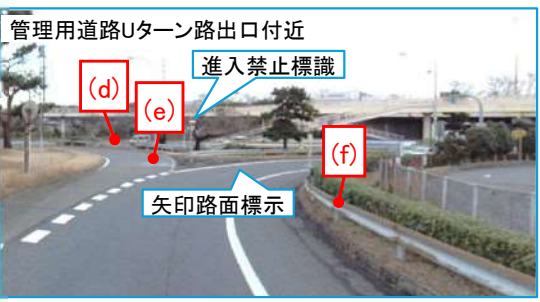 管理用道路Uターン路出口付近
進入禁止標識
(d)
(e)
(f)
矢印路面標示